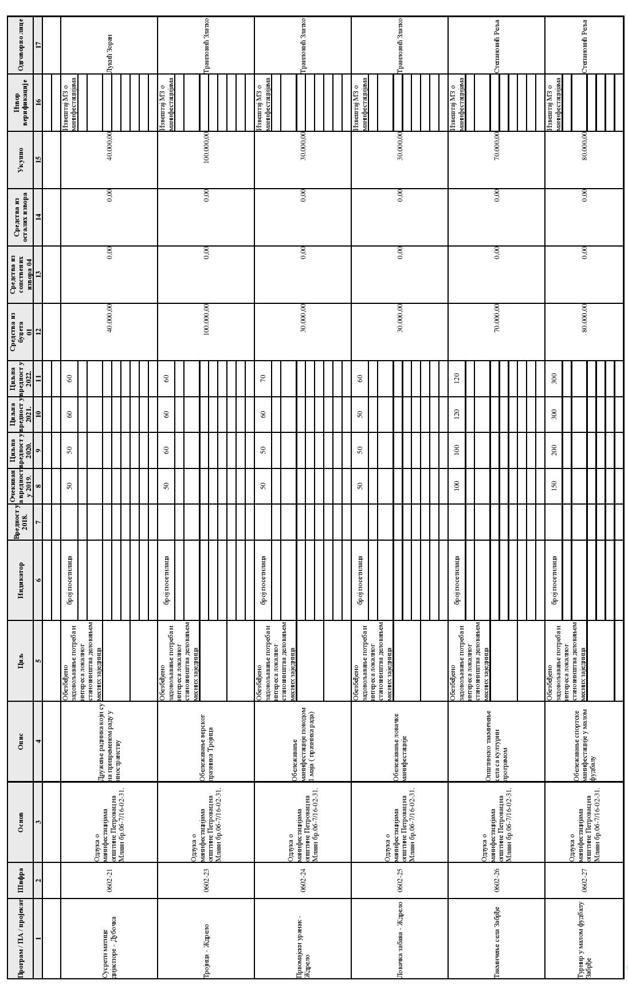 Програм / ПА / пројекат
Шифра
Основ
Опис
Циљ
Индикатор
Вредност у
2018.
Очекиван
а вредност
у 2019.
Циљна
вредност у
2020.
Циљна
вредност у
2021.
Циљна
вредност у
2022.
Средства из
буџета
01
Средства из
сопствених
извора 04
Средства из
осталих извора
Укупно
Извор
верификације
Одговорно лице
1
2
3
4
5
6
7
8
9
10
11
12
13
14
15
16
17
Сусрети матице
дијаспоре - Дубочка
0602-21
Одлука о
манифестацијама
општине Петровац на
Млави бр.06-7/16-02-31.
Дружење радника који су
на привременом раду у
иностранству
Обезбеђено
задовољавање потреба и
интереса локалног
становништва деловањем
месних заједница
број посетилаца
50
50
60
60
40.000,00
0,00
0,00
40.000,00
Извештај МЗ о
манифестацијама
Лукић Зоран
Тројица - Ждрело
0602-23
Одлука о
манифестацијама
општине Петровац на
Млави бр.06-7/16-02-31.
Обележавање верског
празника Тројица
Обезбеђено
задовољавање потреба и
интереса локалног
становништва деловањем
месних заједница
број посетилаца
50
60
60
60
100.000,00
0,00
0,00
100.000,00
Извештај МЗ о
манифестацијама
Траиловић Златко
Првомајски уранак -
Ждрело
0602-24
Одлука о
манифестацијама
општине Петровац на
Млави бр.06-7/16-02-31.
Обележавање
манифестације поводом
1.маја ( празника рада)
Обезбеђено
задовољавање потреба и
интереса локалног
становништва деловањем
месних заједница
број посетилаца
50
50
60
70
30.000,00
0,00
0,00
30.000,00
Извештај МЗ о
манифестацијама
Траиловић Златко
Ловачка забава - Ждрело
0602-25
Одлука о
манифестацијама
општине Петровац на
Млави бр.06-7/16-02-31.
Обележавање ловачке
манифестације
Обезбеђено
задовољавање потреба и
интереса локалног
становништва деловањем
месних заједница
број посетилаца
50
50
50
60
30.000,00
0,00
0,00
30.000,00
Извештај МЗ о
манифестацијама
Траиловић Златко
Такмичење села Забрђе
0602-26
Одлука о
манифестацијама
општине Петровац на
Млави бр.06-7/16-02-31.
Општинско такмичење
села са културни
програмом
Обезбеђено
задовољавање потреба и
интереса локалног
становништва деловањем
месних заједница
број посетилаца
100
100
120
120
70.000,00
0,00
0,00
70.000,00
Извештај МЗ о
манифестацијама
Степановић Реља
Турнир у малом фудбалу
Забрђе
0602-27
Одлука о
манифестацијама
општине Петровац на
Млави бр.06-7/16-02-31.
Обележавање спортске
манифестације у малом
фудбалу
Обезбеђено
задовољавање потреба и
интереса локалног
становништва деловањем
месних заједница
број посетилаца
150
200
300
300
80.000,00
0,00
0,00
80.000,00
Извештај МЗ о
манифестацијама
Степановић Реља